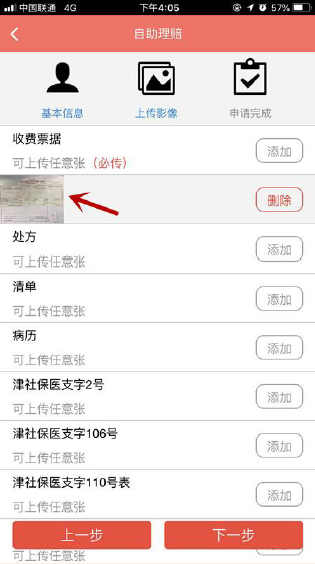 中国联通 4G 下午4:05 57%
自助理赔
基本信息 上传影像 申请完成
收费票据
可上传任意张（必传） 添加
删除
处方
可上传任意张 添加
清单
可上传任意张 添加
病历
可上传任意张 添加
津社保医支字2号
可上传任意张 添加
津社保医支字106号
可上传任意张 添加
津社保医支字110号表
可上传任意张 添加
上一步 下一步
可上传任意张